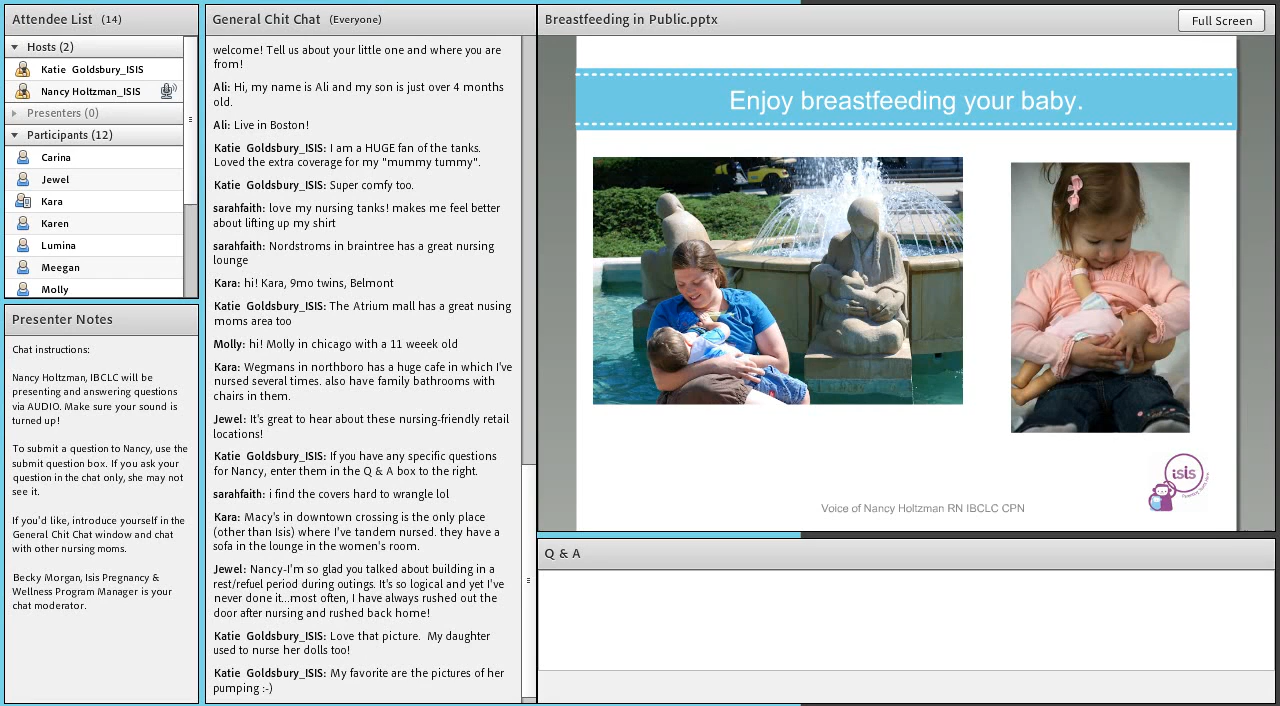 Attendee List (14)
Hosts (2)
Katie Goldsbury_ISIS
Nancy Holtzman_ISIS
Presenters (0)
Participants (12)
Carina
Jewel
Kara
Karen
Lumina
Meegan
Molly
Presenter Notes
Chat instructions:
Nancy Holtzman, IBCLC will be
presenting and answering questions
via AUDIO. Make sure your sound is
turned up!
To submit a question to Nancy, use the
submit question box. If you ask your
question in the chat only, she may not
see it.
If you'd like, introduce yourself in the
General Chit Chat window and chat
with other nursing moms.
Becky Morgan, Isis Pregnancy &
Wellness Program Manager is your
chat moderator.
General Chit Chat (Everyone)
welcome! Tell us about your little one and where you are
from!
Ali: Hi, my name is Ali and my son is just over 4 months
old.
Ali: Live in Boston!
Katie Goldsbury_ISIS: I am a HUGE fan of the tanks.
Loved the extra coverage for my "mummy tummy".
Katie Goldsbury_ISIS: Super comfy too.
sarahfaith: love my nursing tanks! makes me feel better
about lifting up my shirt
sarahfaith: Nordstroms in braintree has a great nursing
lounge
Kara: hi! Kara, 9mo twins, Belmont
Katie Goldsbury_ISIS: The Atrium mall has a great nusing
moms area too
Molly: hi! Molly in chicago with a 11 weeek old
Kara: Wegmans in northboro has a huge cafe in which I've
nursed several times. also have family bathrooms with
chairs in them.
Jewel: It's great to hear about these nursing-friendly retail
locations!
Katie Goldsbury_ISIS: If you have any specific questions
for Nancy, enter them in the Q & A box to the right.
sarahfaith: i find the covers hard to wrangle lol
Kara: Macy's in downtown crossing is the only place
(other than Isis) where I've tandem nursed. they have a
sofa in the lounge in the women's room.
Jewel: Nancy-I'm so glad you talked about building in a
rest/refuel period during outings. It's so logical and yet I've
never done it...most often, I have always rushed out the
door after nursing and rushed back home!
Katie Goldsbury_ISIS: Love that picture. My daughter
used to nurse her dolls too!
Katie Goldsbury_ISIS: My favorite are the pictures of her
pumping :-)
Breastfeeding in Public.pptx
Full Screen
Enjoy breastfeeding your baby.
isis
Voice of Nancy Holtzman RN IBCLC CPN
Q & A